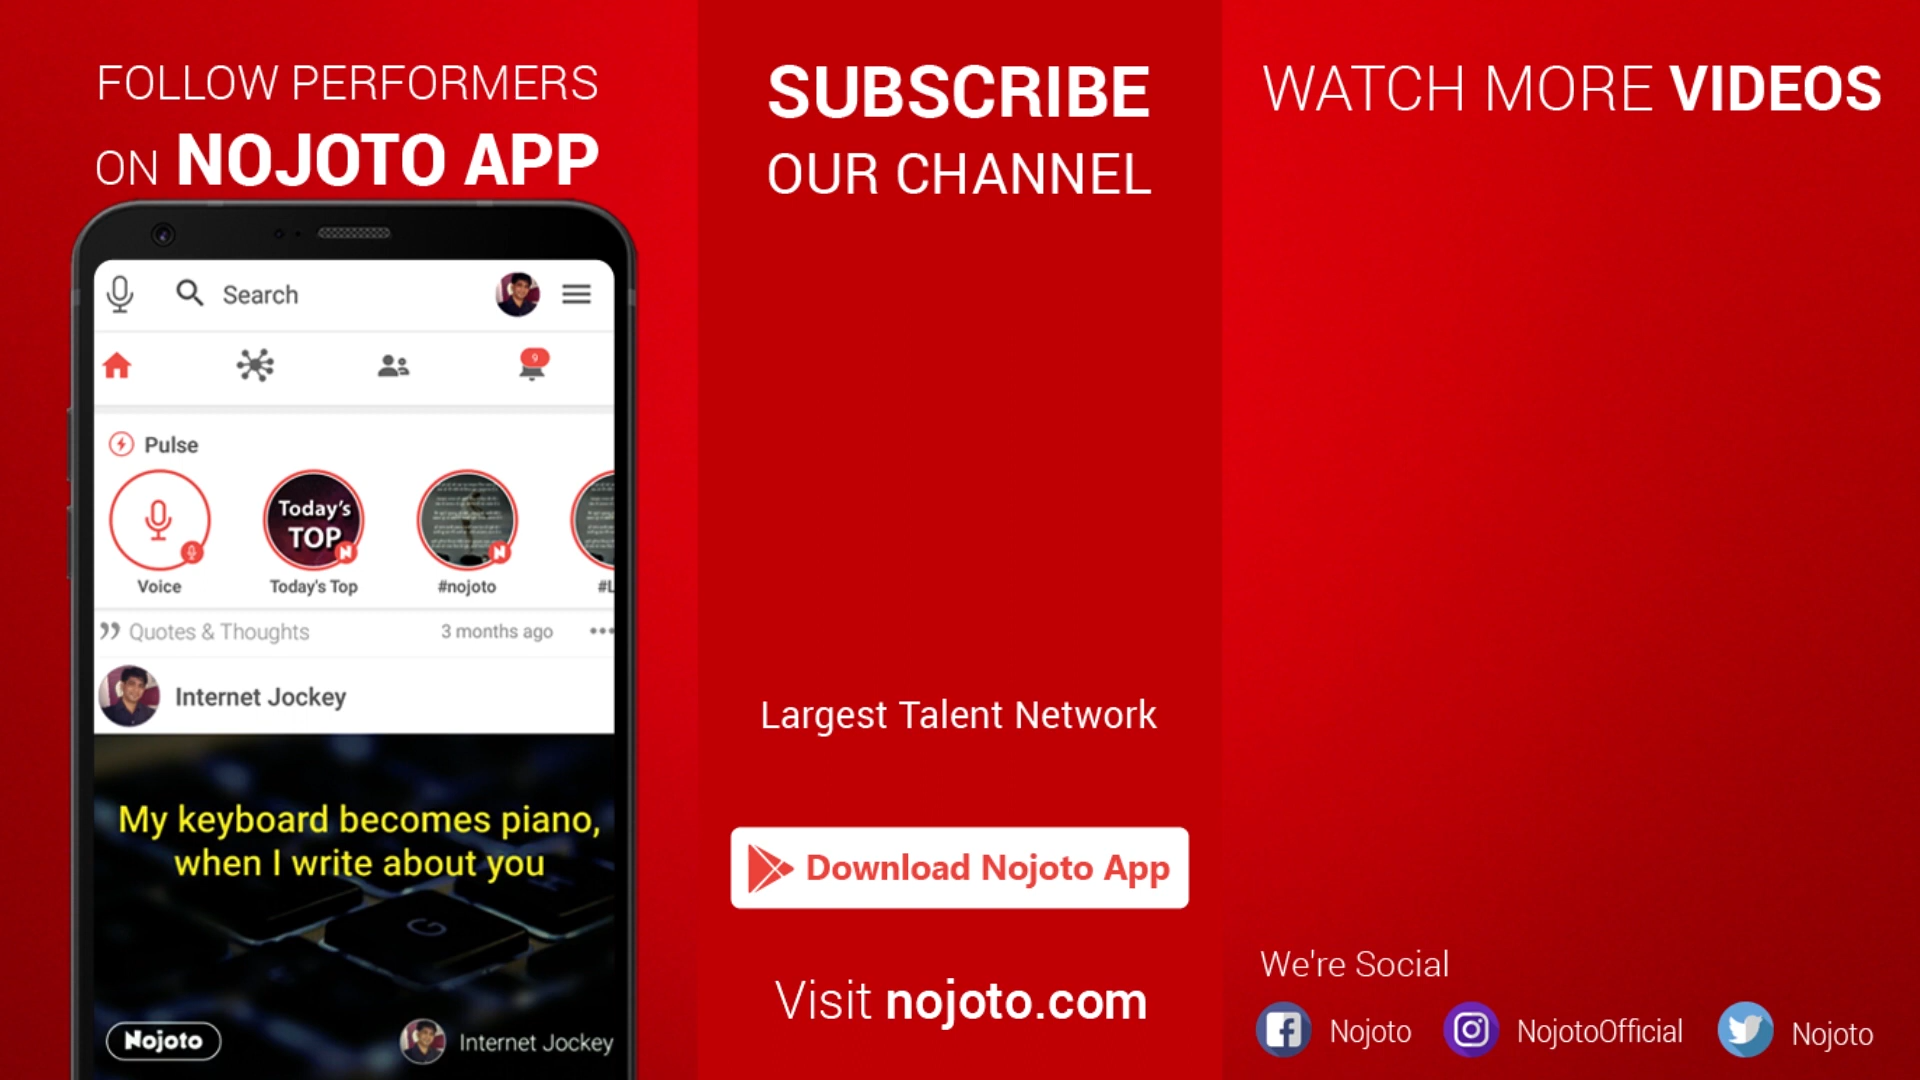 FOLLOW PERFORMERS
ON NOJOTO APP
Search
9
Pulse
Today's
TOP
Voice
Today's Top
#nojoto
#L
Quotes & Thoughts
3 months ago
Internet Jockey
My keyboard becomes piano,
when I write about you
G
Nojoto
Internet Jockey
SUBSCRIBE
OUR CHANNEL
Largest Talent Network
Download Nojoto App
Visit nojoto.com
WATCH MORE VIDEOS
We're Social
Nojoto
NojotoOfficial
Nojoto